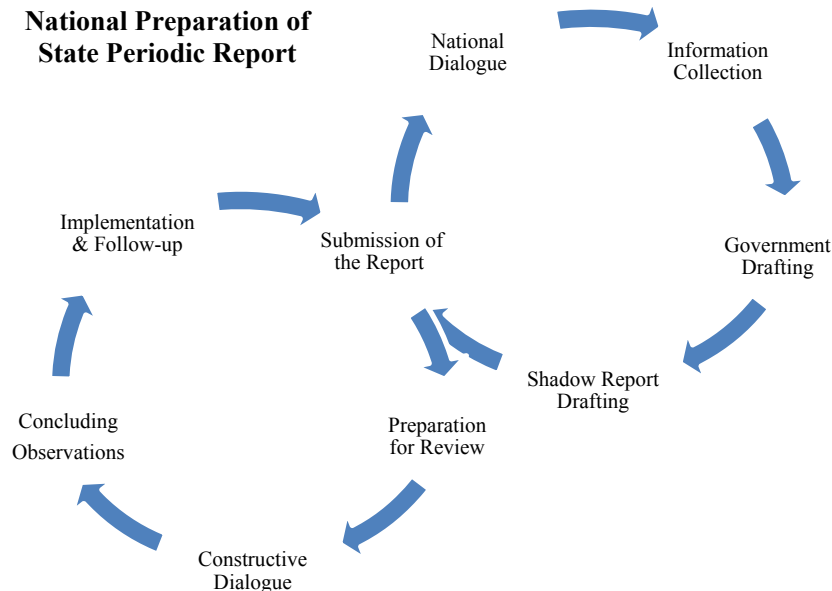 National Preparation of
State Periodic Report
National
Dialogue
Information
Collection
Implementation
& Follow-up
Submission of
the Report
Government
Drafting
Shadow Report
Drafting
Concluding
Observations
Preparation
for Review
Constructive
Dialogue